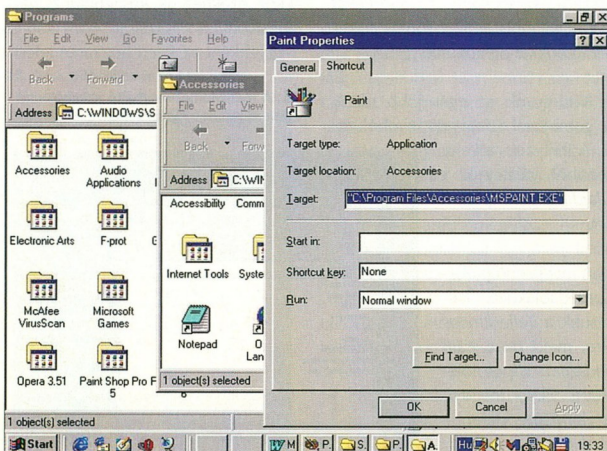 Programs
File Edit View Go Favorites Help
Back Forward
Address C:\WINDOWS\S
Accessories
Audio Applications
Electronic Arts
F-prot
McAfee VirusScan
Microsoft Games
Opera 3.51
Paint Shop Pro 5
1 object(s) selected
Accessories
File Edit View
Back Forw
Address C:\WIN
Accessibility Comm
Internet Tools Syste
Notepad
1 object(s) selected
Paint Properties
General Shortcut
Paint
Target type: Application
Target location: Accessories
Target: "C:\Program Files\Accessories\MSPAINT.EXE"
Start in:
Shortcut key: None
Run: Normal window
Find Target... Change Icon...
OK Cancel Apply
Start M P. S. P. A. Hu 19:33